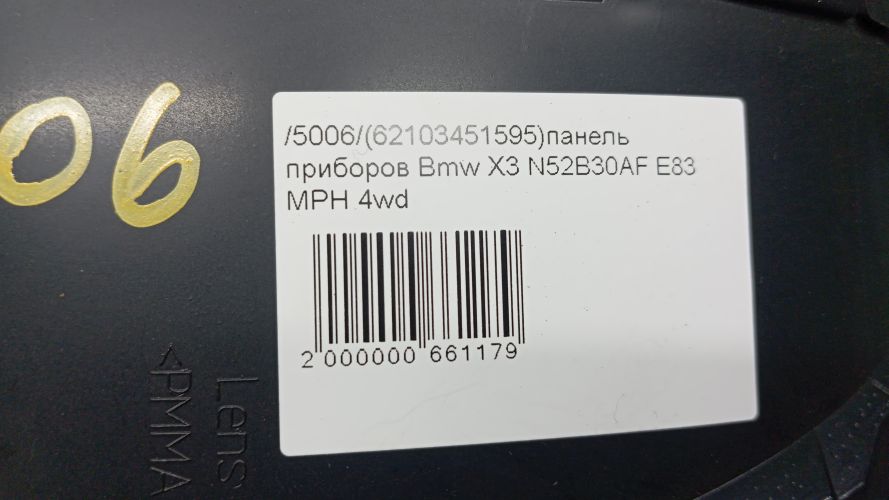 06
/5006/(62103451595)панель
приборов Bmw X3 N52B30AF E83
MPH 4wd
2 000000 661179
Lens
<PMMA